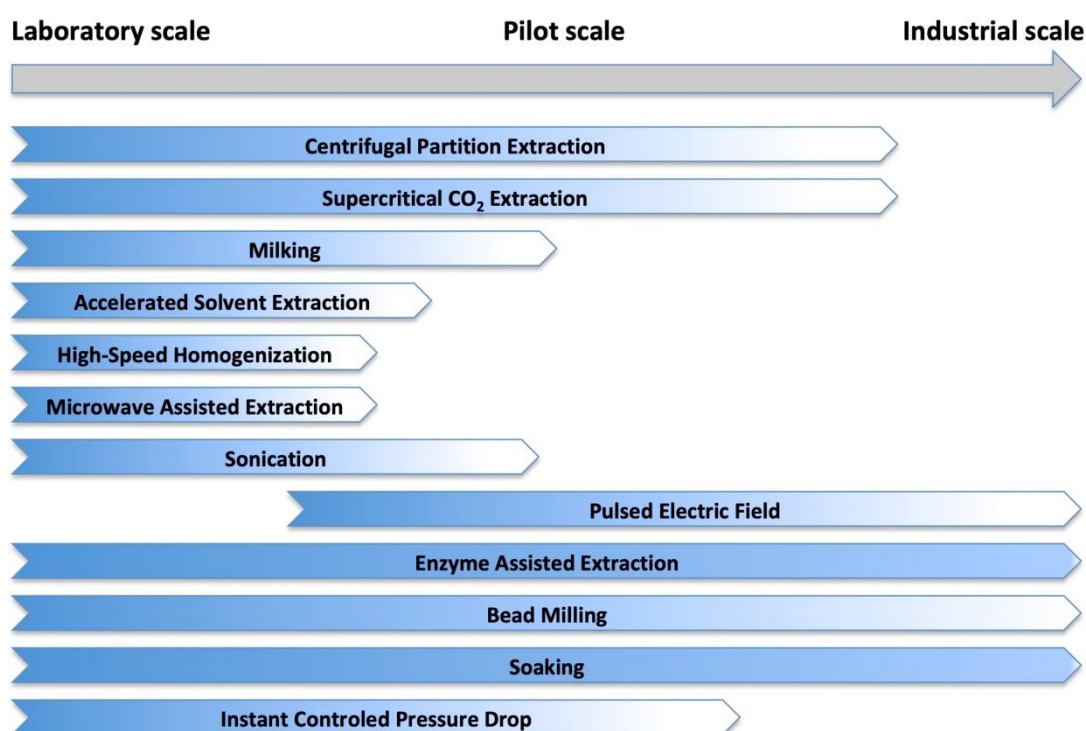 Laboratory scale Pilot scale Industrial scale
Centrifugal Partition Extraction
Supercritical CO₂ Extraction
Milking
Accelerated Solvent Extraction
High-Speed Homogenization
Microwave Assisted Extraction
Sonication
Pulsed Electric Field
Enzyme Assisted Extraction
Bead Milling
Soaking
Instant Controled Pressure Drop